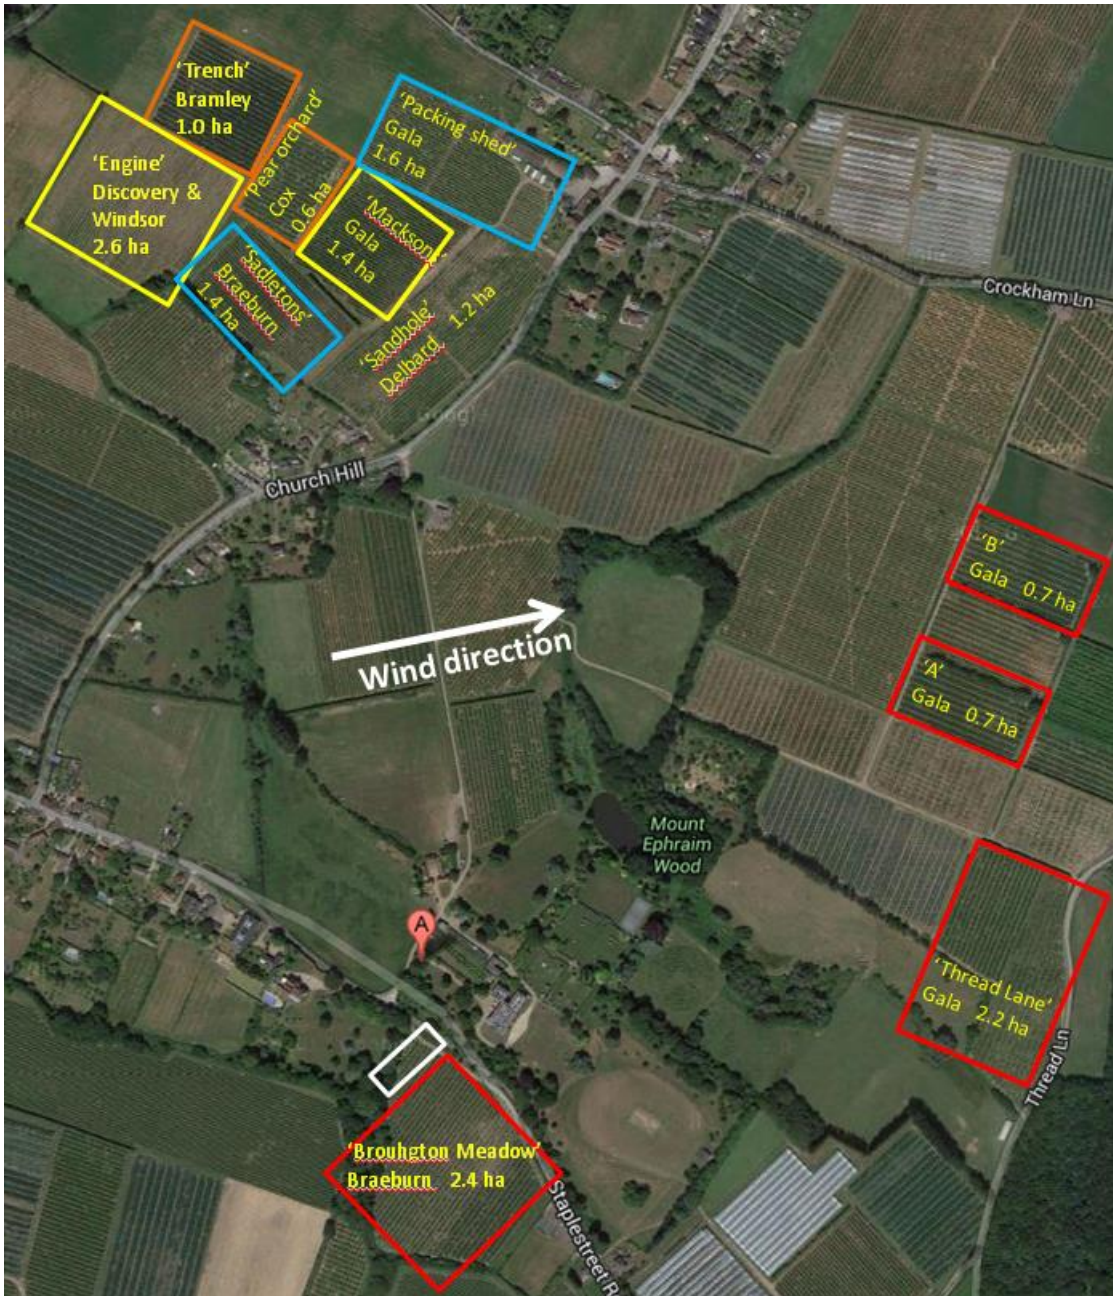 'Trench'
Bramley
1.0 ha
'Packing shed'
Gala
1.6 ha
'Pear orchard'
Cox
0.6 ha
'Engine'
Discovery &
Windsor
2.6 ha
'Macksons'
Gala
1.4 ha
'Sadletons'
Braeburn
1.4 ha
'Sandhole' 1.2 ha
Delbard
Crockham Ln
Church Hill
'B'
Gala 0.7 ha
Wind direction
'A'
Gala 0.7 ha
Mount
Ephraim
Wood
A
'Thread Lane'
Gala 2.2 ha
Thread Ln
'Brouhgton Meadow'
Braeburn 2.4 ha
Staplestreet R